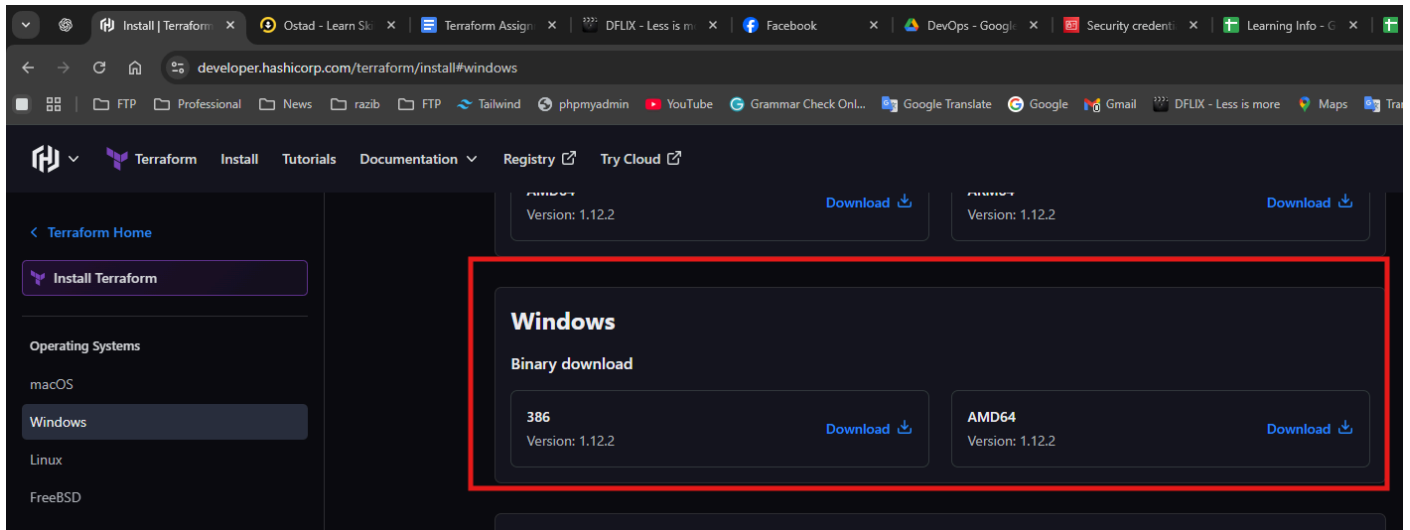 Install | Terraform
Ostad - Learn Ski
Terraform Assign
DFLIX - Less is m
Facebook
DevOps - Google
Security credenti
Learning Info - G
developer.hashicorp.com/terraform/install#windows
FTP Professional News razib FTP Tailwind phpmyadmin YouTube Grammar Check Onl... Google Translate Google Gmail DFLIX - Less is more Maps Tra
Terraform Install Tutorials Documentation Registry Try Cloud
AMD64 Download ARM64 Download
Version: 1.12.2 Version: 1.12.2
Terraform Home
Install Terraform
Operating Systems
macOS
Windows
Linux
FreeBSD
Windows
Binary download
386 Download AMD64 Download
Version: 1.12.2 Version: 1.12.2